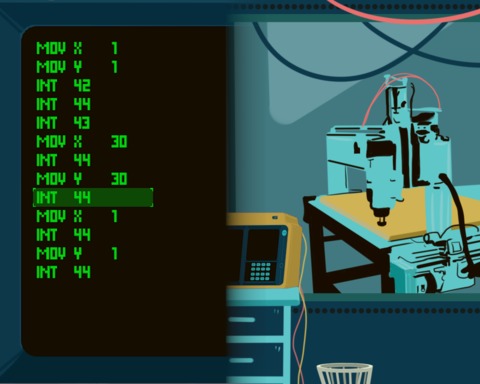 MOV X 1
MOV Y 1
INT 42
INT 44
INT 43
MOV X 30
INT 44
MOV Y 30
INT 44
MOV X 1
INT 44
MOV Y 1
INT 44